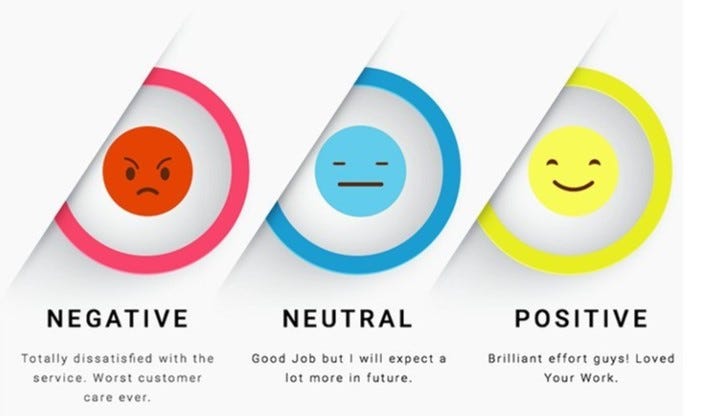 NEGATIVE
Totally dissatisfied with the
service. Worst customer
care ever.
NEUTRAL
Good Job but I will expect a
lot more in future.
POSITIVE
Brilliant effort guys! Loved
Your Work.